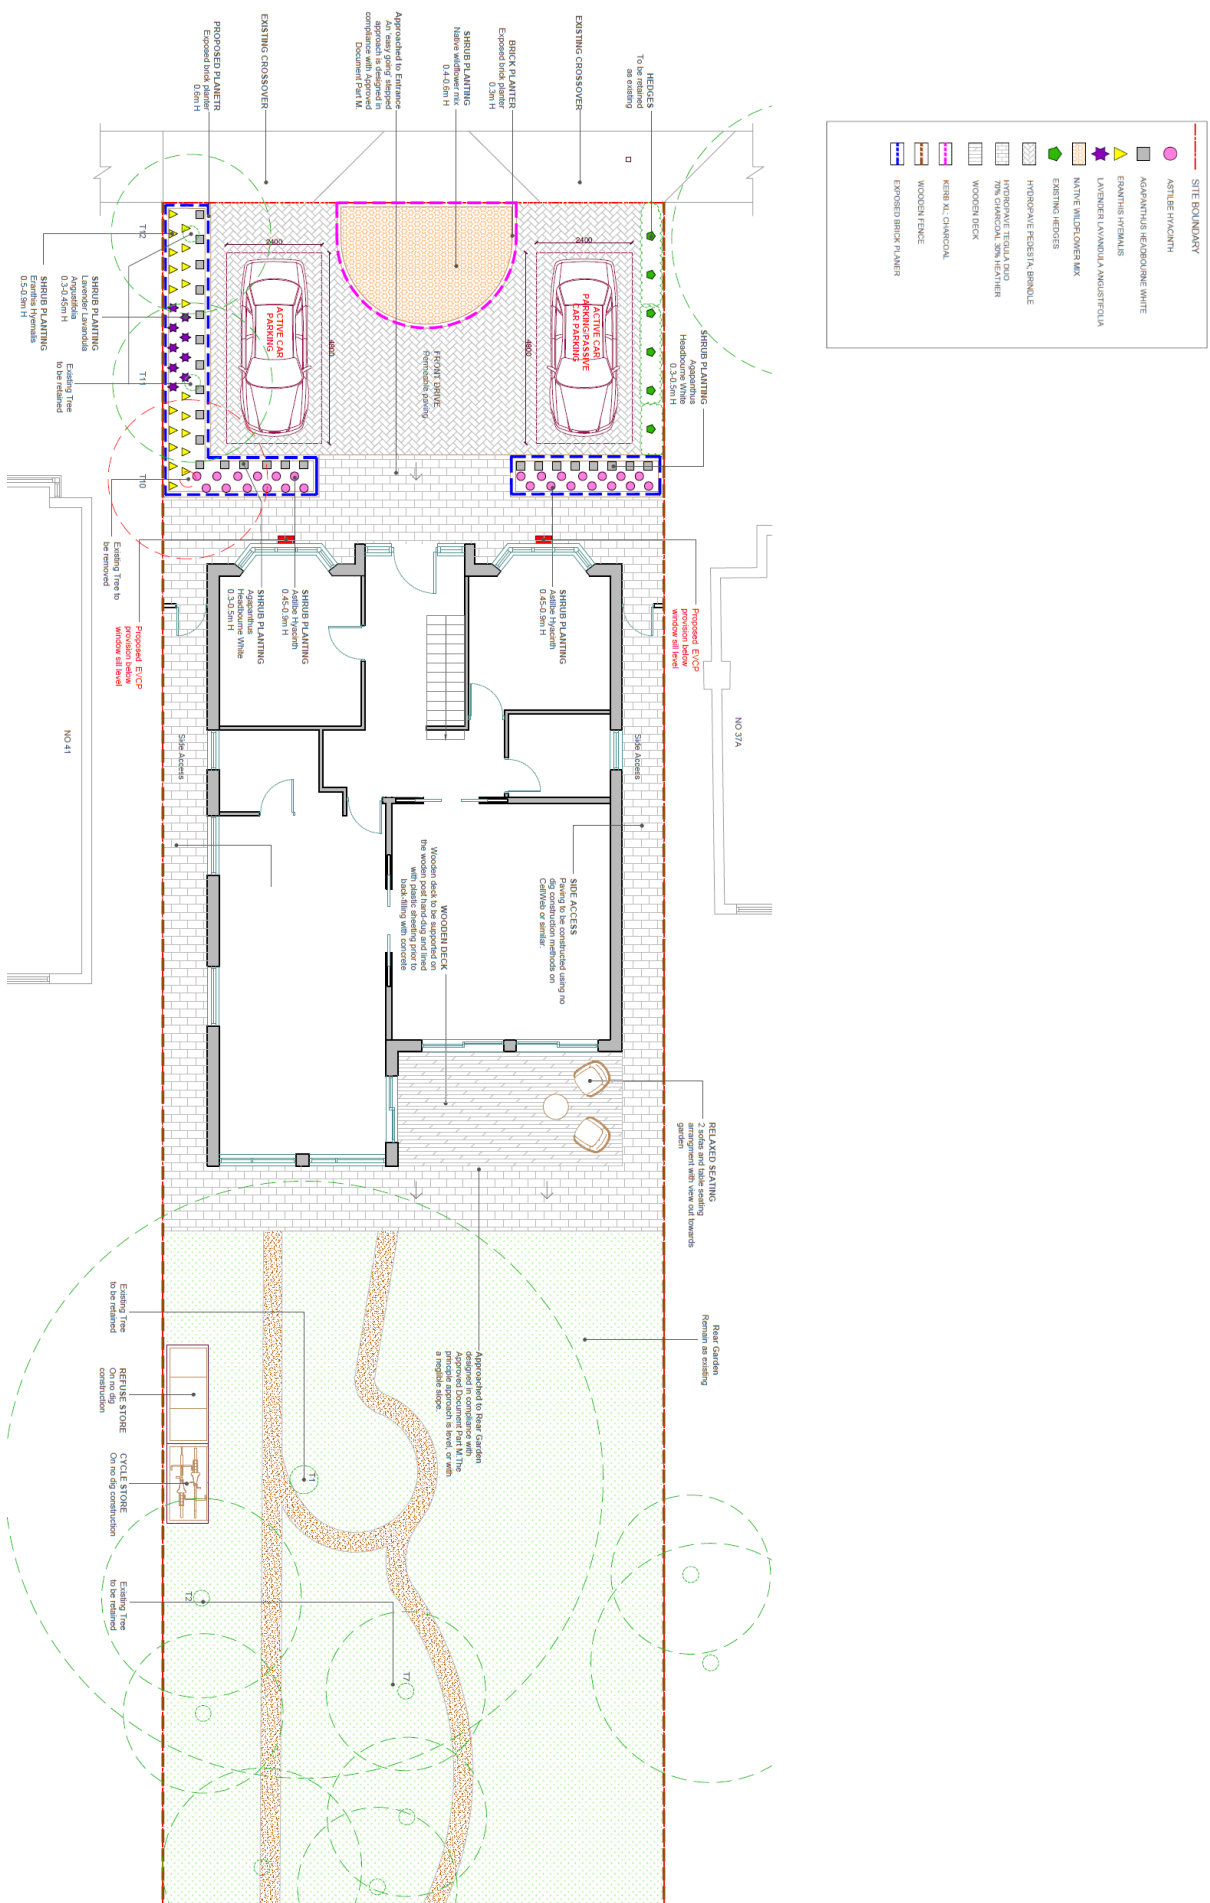 SITE BOUNDARY
ASTILBE HYACINTH
AGAPANTHUS HEADBOURNE WHITE
ERANTHIS HYEMALIS
LAVENDER LAVANDULA ANGUSTIFOLIA
NATIVE WILDFLOWER MIX
EXISTING HEDGES
HYDROPAVE PEDESTA; BRINDLE
HYDROPAVE TEGULA DUO
70% CHARCOAL 30% HEATHER
WOODEN DECK
KERB XL; CHARCOAL
WOODEN FENCE
EXPOSED BRICK PLANER
HEDGES
To be retained
as existing
EXISTING CROSSOVER
BRICK PLANTER
Exposed brick planter
0.3m H
SHRUB PLANTING
Native wildflower mix
0.4-0.6m H
Approached to Entrance
An 'easy going' stepped
approach is designed in
compliance with Approved
Document Part M.
EXISTING CROSSOVER
PROPOSED PLANETR
Exposed brick planter
0.6m H
2400
4800
ACTIVE CAR
PARKING/PASSIVE
CAR PARKING
2400
4800
ACTIVE CAR
PARKING
FRONT DRIVE
Permeable paving
SHRUB PLANTING
Agapanthus
Headbourne White
0.3-0.5m H
T12
T11
T10
SHRUB PLANTING
Lavender Lavandula
Angustifolia
0.3-0.45m H
SHRUB PLANTING
Eranthis Hyemalis
0.5-0.9m H
Existing Tree
to be retained
Existing Tree to
be removed
Proposed EVCP
provision below
window sill level
Proposed EVCP
provision below
window sill level
SHRUB PLANTING
Astilbe Hyacinth
0.45-0.9m H
SHRUB PLANTING
Astilbe Hyacinth
0.45-0.9m H
SHRUB PLANTING
Agapanthus
Headbourne White
0.3-0.5m H
NO 37A
NO 41
Side Access
Side Access
SIDE ACCESS
Paving to be constructed using no
dig construction methods on
CellWeb or similar.
WOODEN DECK
Wooden deck to be supported on
the woden post hand-dug and lined
with plastic sheeting prior to
back-filling with concrete
RELAXED SEATING
2 sofas and table seating
arrangment with view out towards
garden
Rear Garden
Remain as existing
Approached to Rear Garden
designed in compliance with
Approved Document Part M.The
principle approach is level, or with
a neglible slope.
Existing Tree
to be retained
REFUSE STORE
On no dig
construction
CYCLE STORE
On no dig construction
Existing Tree
to be retained
T1
T2
T7